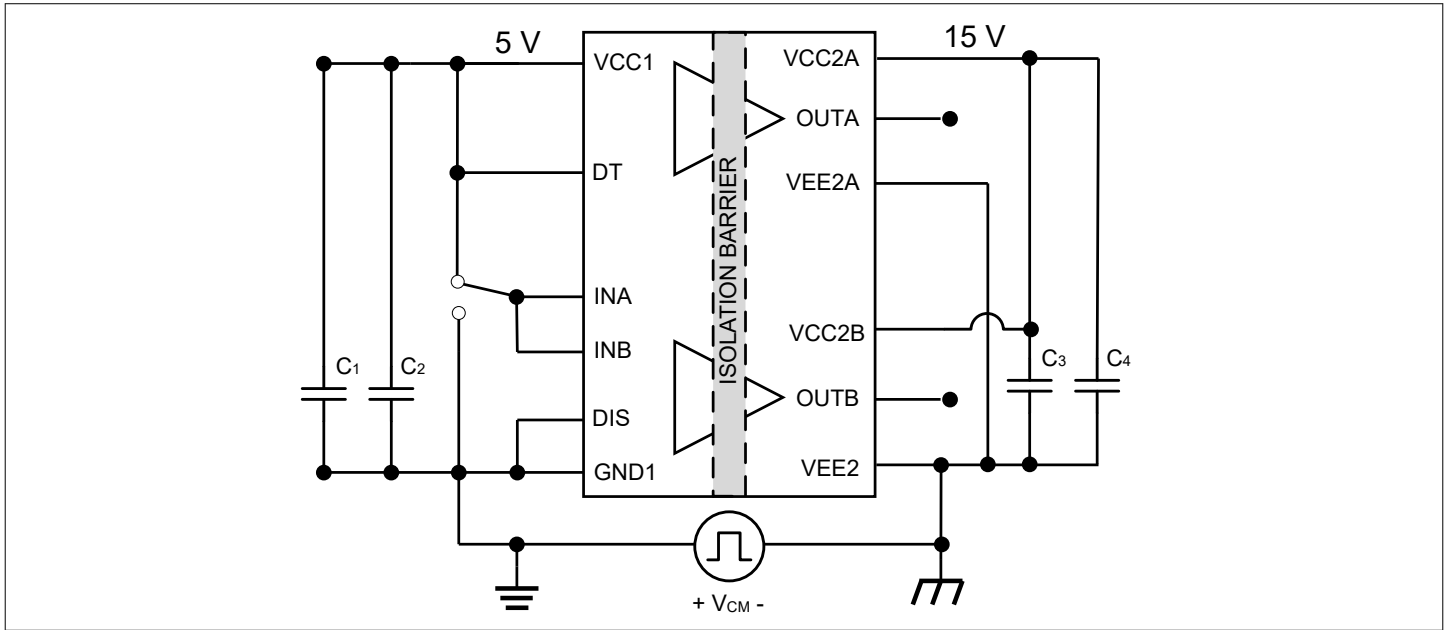 5 V
15 V
VCC1
DT
INA
INB
DIS
GND1
ISOLATION BARRIER
VCC2A
OUTA
VEE2A
VCC2B
OUTB
VEE2
C1
C2
C3
C4
+ VCM -